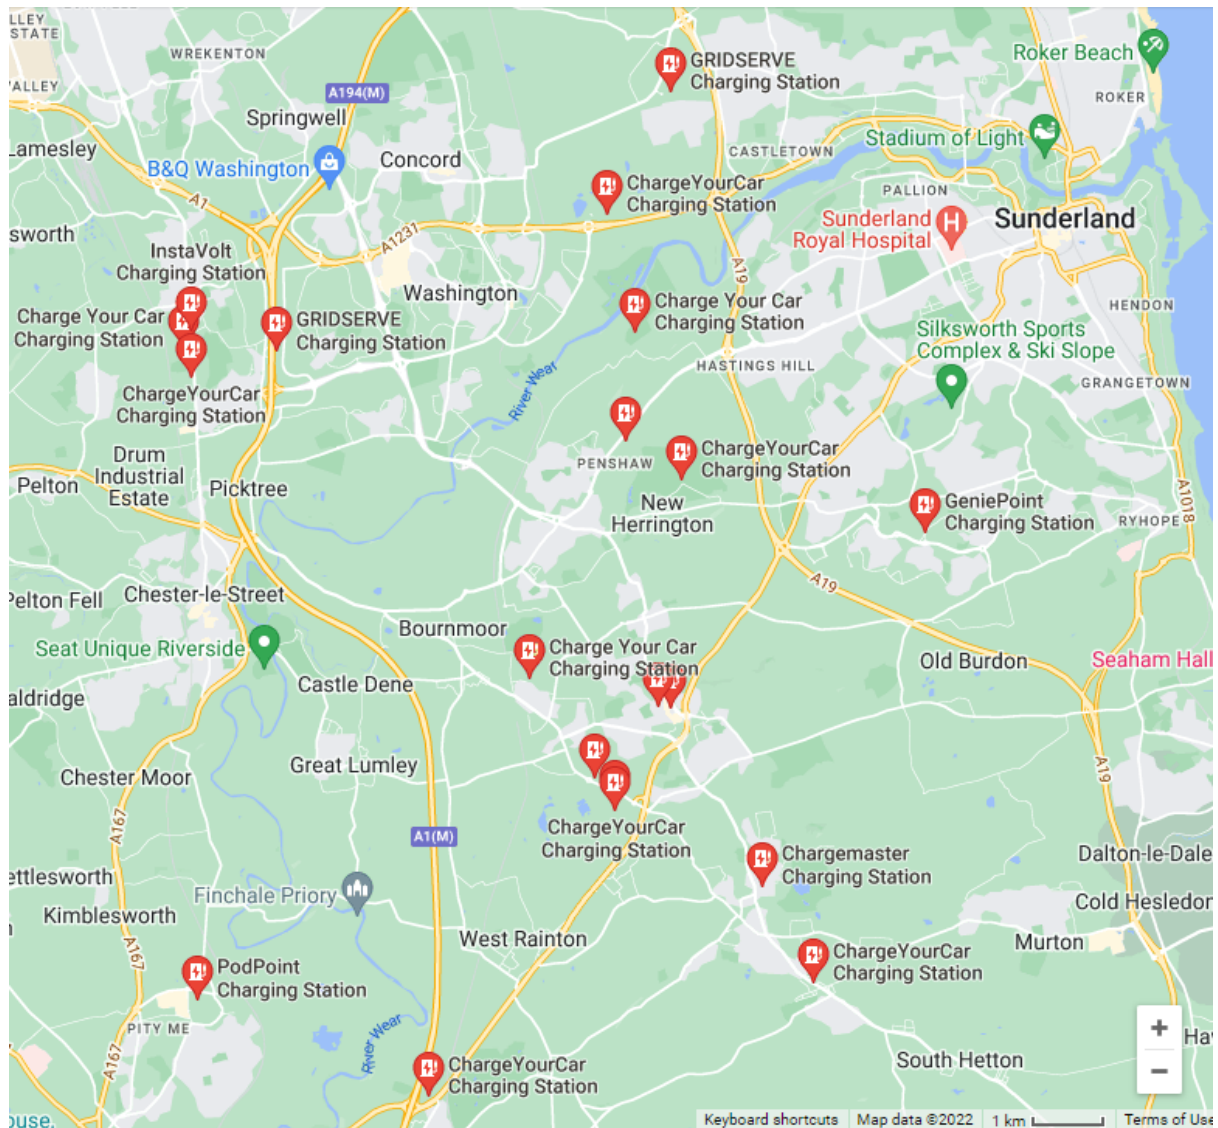 LLEY
STATE
WREKENTON
GRIDSERVE
Charging Station
Roker Beach
ROKER
A194(M)
Springwell
Lamesley
B&Q Washington
Concord
CASTLETOWN
Stadium of Light
PALLION
ChargeYourCar
Charging Station
A1
Sunderland
Royal Hospital
Sunderland
sworth
A1231
InstaVolt
Charging Station
A19
Washington
Charge Your Car
Charging Station
HENDON
Charge Your Car
Charging Station
GRIDSERVE
Charging Station
Silksworth Sports
Complex & Ski Slope
HASTINGS HILL
GRANGETOWN
River Wear
ChargeYourCar
Charging Station
Drum
Industrial
Estate
Pelton
Picktree
PENSHAW
ChargeYourCar
Charging Station
New
Herrington
GeniePoint
Charging Station
A1018
RYHOPE
Pelton Fell
Chester-le-Street
A19
Bournmoor
Seat Unique Riverside
Charge Your Car
Charging Station
Old Burdon
Seaham Hall
aldridge
Castle Dene
Chester Moor
Great Lumley
A19
A167
A1(M)
ChargeYourCar
Charging Station
Chargemaster
Charging Station
Dalton-le-Dale
ettlesworth
Finchale Priory
Cold Hesledon
Kimblesworth
West Rainton
Murton
A167
ChargeYourCar
Charging Station
PodPoint
Charging Station
PITY ME
River Wear
A167
ChargeYourCar
Charging Station
South Hetton
+
Ha
−
ouse.
Keyboard shortcuts
Map data ©2022
1 km
Terms of Use